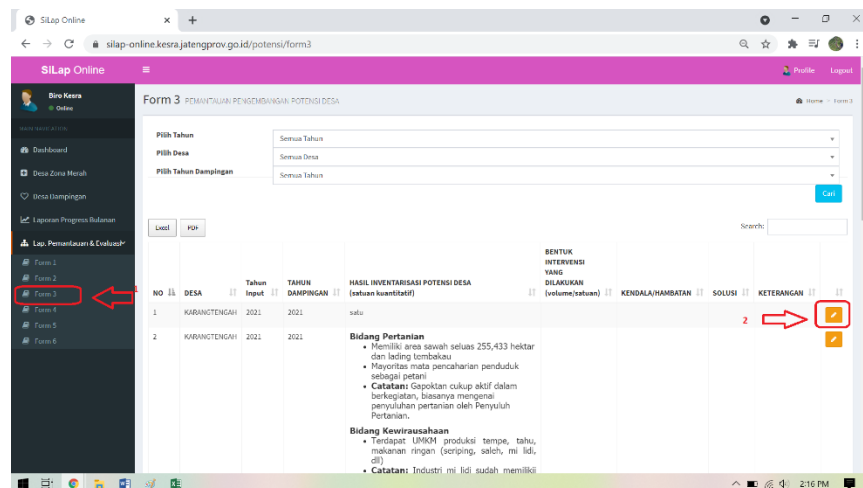 SiLap Online
silap-online.kesra.jatengprov.go.id/potensi/form3
SiLap Online
Profile
Logout
Biro Kesra
Online
Form 3 PEMANTAUAN PENGEMBANGAN POTENSI DESA
Home > Form 3
Dashboard
Desa Zona Merah
Desa Dampingan
Laporan Progress Bulanan
Lap. Pemantauan & Evaluasi
Form 1
Form 2
Form 3
Form 4
Form 5
Form 6
1
Pilih Tahun
Semua Tahun
Pilih Desa
Semua Desa
Pilih Tahun Dampingan
Semua Tahun
Cari
Excel
PDF
Search:
NO
DESA
Tahun Input
TAHUN DAMPINGAN
HASIL INVENTARISASI POTENSI DESA (satuan kuantitatif)
BENTUK INTERVENSI YANG DILAKUKAN (volume/satuan)
KENDALA/HAMBATAN
SOLUSI
KETERANGAN
1 KARANGTENGAH 2021 2021 satu
2
2 KARANGTENGAH 2021 2021 Bidang Pertanian
• Memiliki area sawah seluas 255,433 hektar
dan lading tembakau
• Mayoritas mata pencaharian penduduk
sebagai petani
• Catatan: Gapoktan cukup aktif dalam
berkegiatan, biasanya mengenai
penyuluhan pertanian oleh Penyuluh
Pertanian.
Bidang Kewirausahaan
• Terdapat UMKM produksi tempe, tahu,
makanan ringan (seriping, saleh, mi lidi,
dll)
• Catatan: Industri mi lidi sudah memilikii
2:16 PM